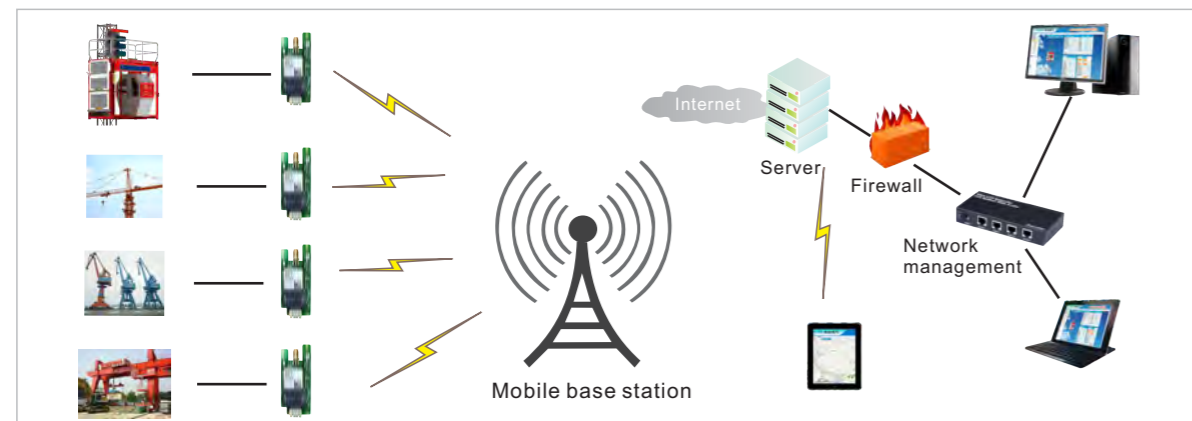 Internet
Server
Firewall
Network
management
Mobile base station